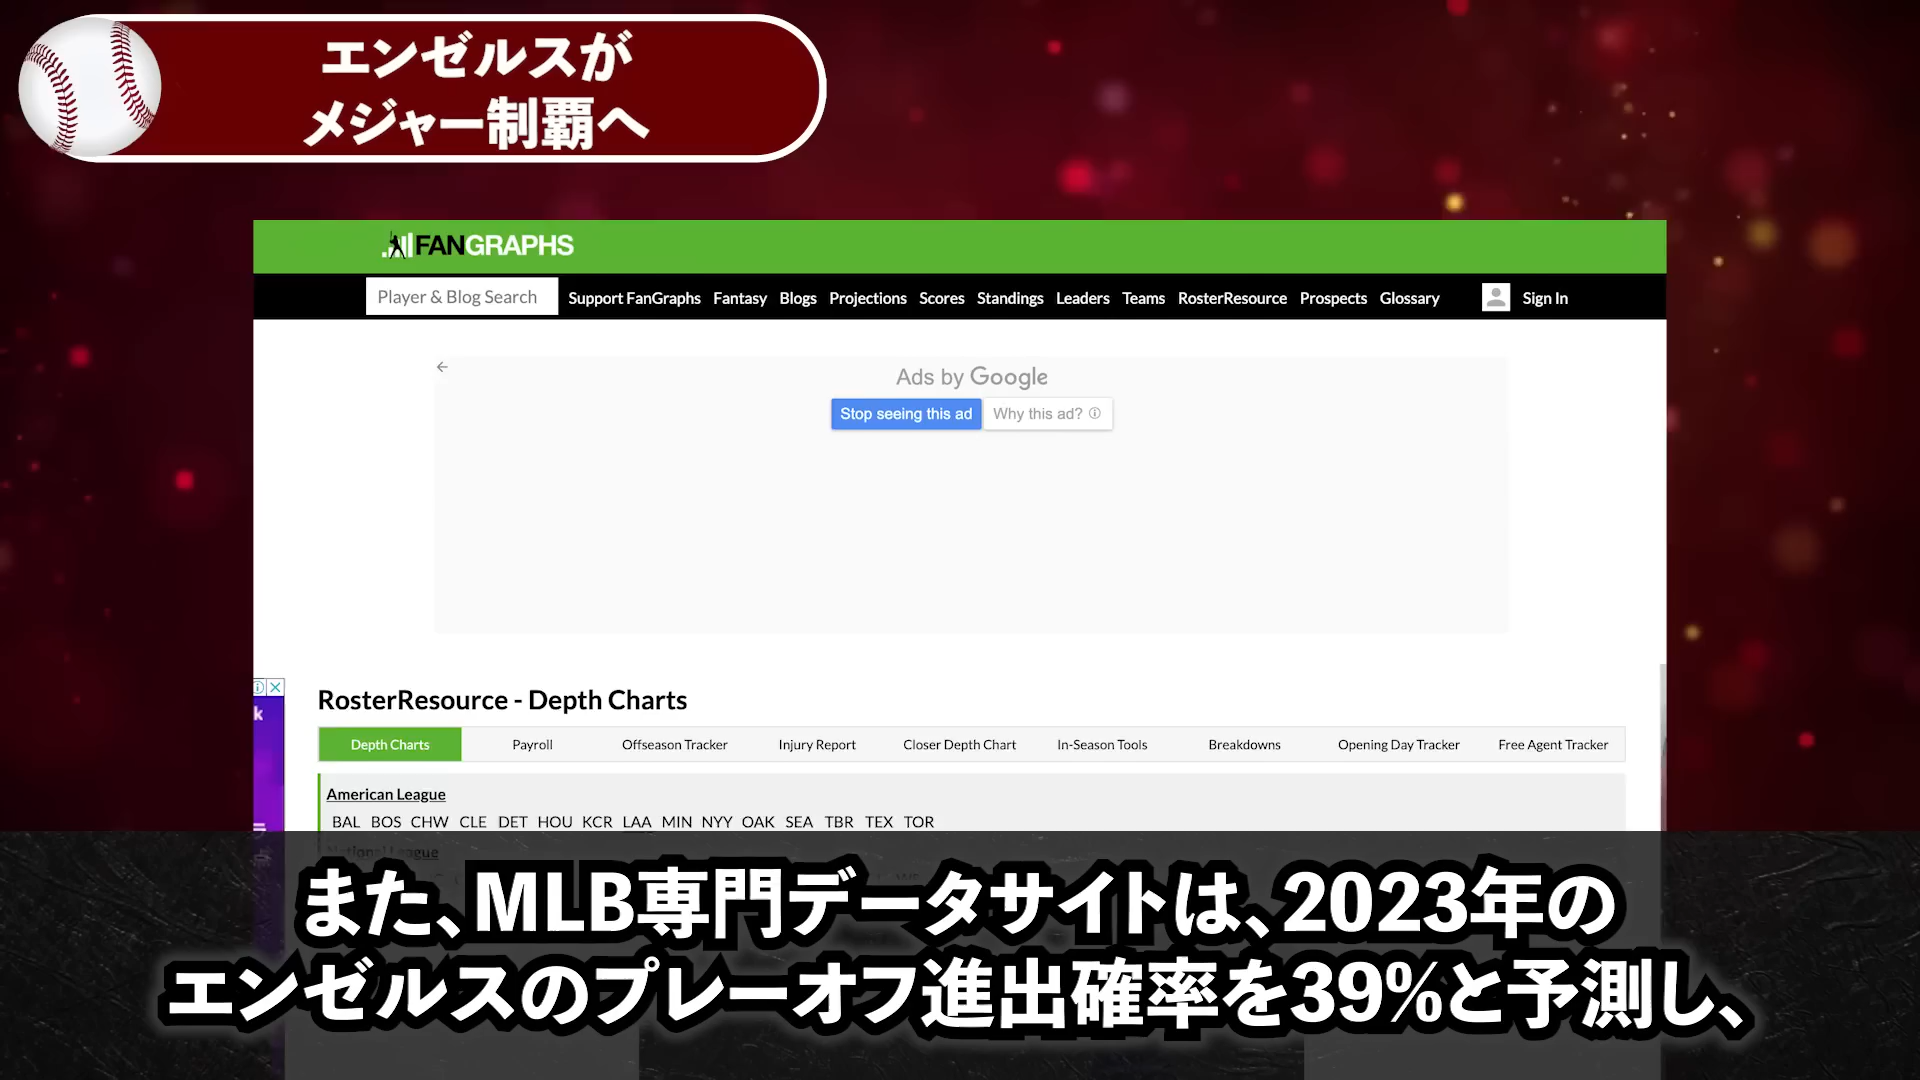 エンゼルスが
メジャー制覇へ
FANGRAPHS
Player & Blog Search Support FanGraphs Fantasy Blogs Projections Scores Standings Leaders Teams RosterResource Prospects Glossary Sign In
Ads by Google
Stop seeing this ad Why this ad?
k
RosterResource - Depth Charts
Depth Charts Payroll Offseason Tracker Injury Report Closer Depth Chart In-Season Tools Breakdowns Opening Day Tracker Free Agent Tracker
American League
BAL BOS CHW CLE DET HOU KCR LAA MIN NYY OAK SEA TBR TEX TOR
National League
また、MLB専門データサイトは、2023年の
エンゼルスのプレーオフ進出確率を39%と予測し、